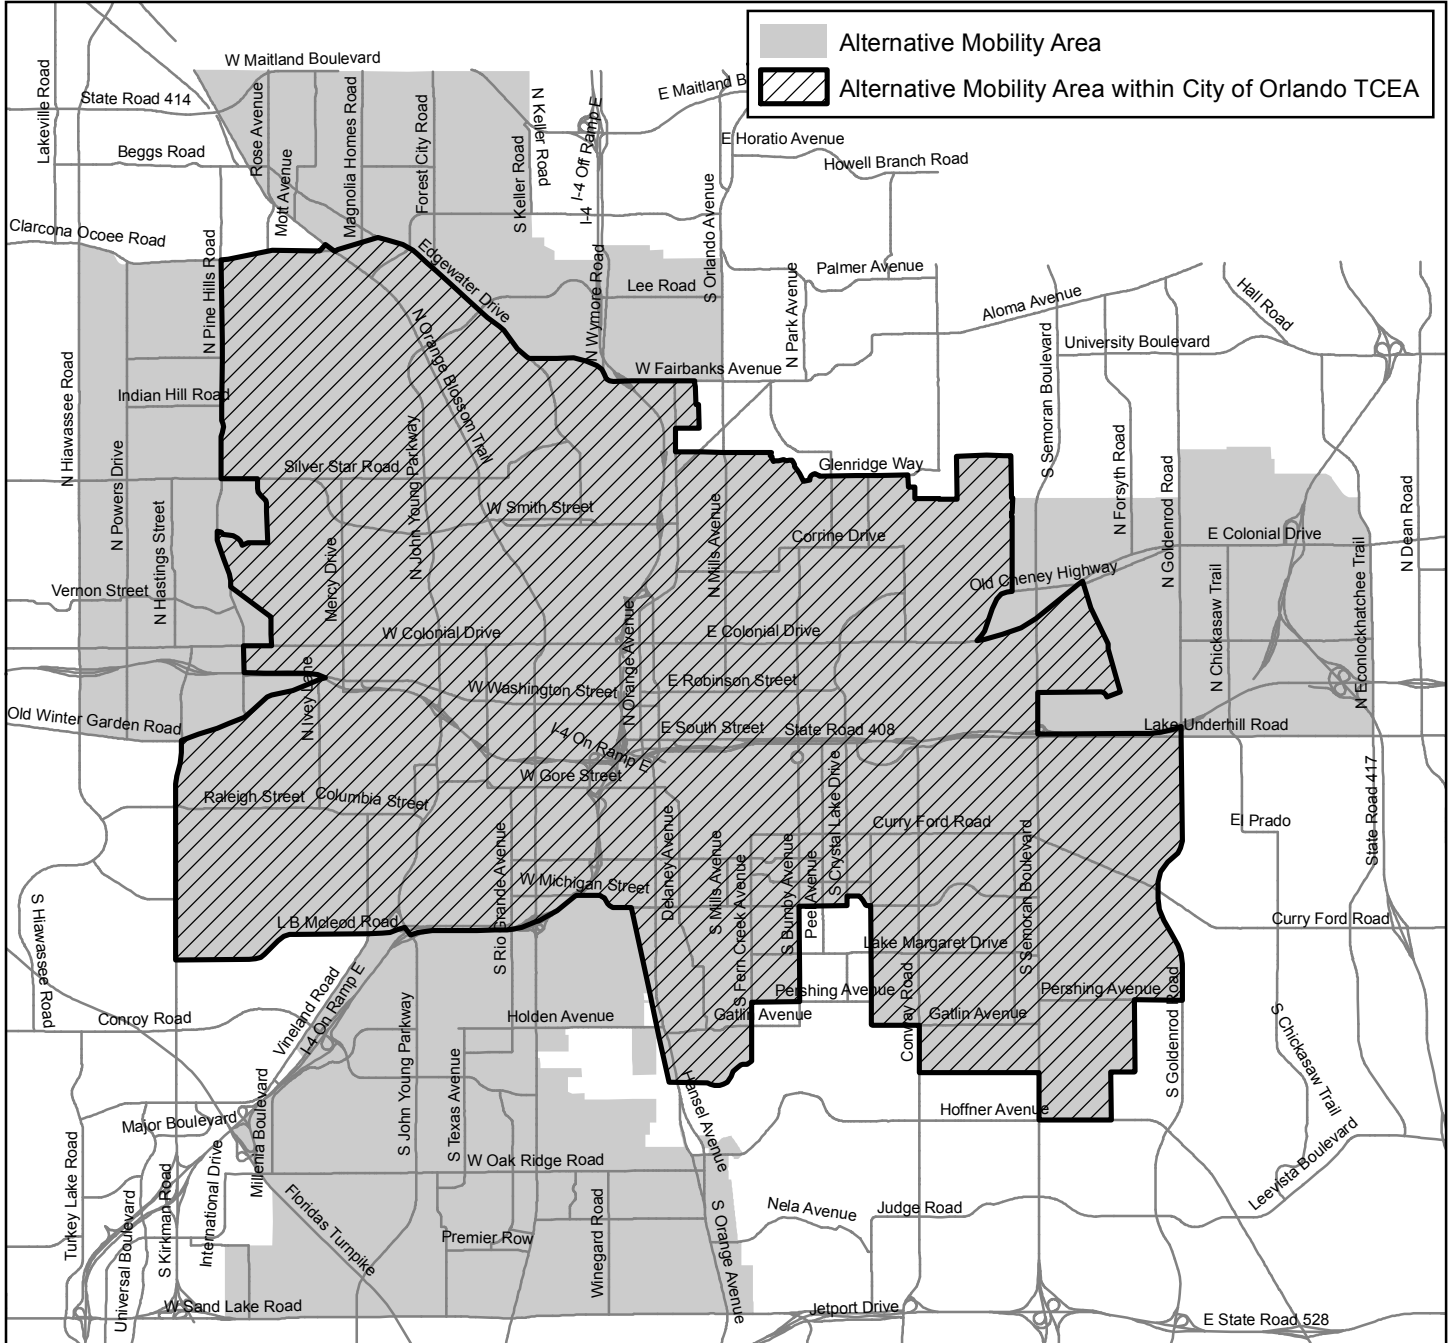 Alternative Mobility Area
Alternative Mobility Area within City of Orlando TCEA
W Maitland Boulevard
State Road 414
Lakeville Road
Beggs Road
Rose Avenue
Mott Avenue
Magnolia Homes Road
Forest City Road
S Keller Road
N Keller Road
I-4 Off Ramp E
I-4
E Maitland B
E Horatio Avenue
Howell Branch Road
Clarcona Ocoee Road
N Pine Hills Road
Edgewater Drive
N Wymore Road
Lee Road
S Orlando Avenue
N Park Avenue
Palmer Avenue
Aloma Avenue
Hall Road
University Boulevard
N Orange Blossom Trail
W Fairbanks Avenue
S Semoran Boulevard
N Hiawassee Road
Indian Hill Road
N Powers Drive
N Hastings Street
Silver Star Road
N John Young Parkway
W Smith Street
Glenridge Way
N Mills Avenue
Corrine Drive
N Forsyth Road
N Goldenrod Road
E Colonial Drive
N Dean Road
N Econlockhatchee Trail
N Chickasaw Trail
Old Cheney Highway
Vernon Street
Mercy Drive
W Colonial Drive
E Colonial Drive
N Orange Avenue
W Washington Street
E Robinson Street
N Ivey Lane
Old Winter Garden Road
E South Street
State Road 408
Lake Underhill Road
I-4 On Ramp E
W Gore Street
Raleigh Street
Columbia Street
S Rio Grande Avenue
W Michigan Street
Delaney Avenue
S Mills Avenue
S Fern Creek Avenue
S Bumby Avenue
Peel Avenue
S Crystal Lake Drive
Curry Ford Road
S Semoran Boulevard
El Prado
State Road 417
Curry Ford Road
L B Mcleod Road
Lake Margaret Drive
Pershing Avenue
Pershing Avenue
Gatlin Avenue
Gatlin Avenue
Conway Road
S Goldenrod Road
S Hiawassee Road
Conroy Road
Vineland Road
I-4 On Ramp E
Holden Avenue
S John Young Parkway
S Texas Avenue
Hansel Avenue
Hoffner Avenue
S Chickasaw Trail
Leevista Boulevard
Major Boulevard
Millenia Boulevard
W Oak Ridge Road
Turkey Lake Road
Universal Boulevard
S Kirkman Road
International Drive
Floridas Turnpike
Premier Row
Winegard Road
S Orange Avenue
Nela Avenue
Judge Road
W Sand Lake Road
Jetport Drive
E State Road 528